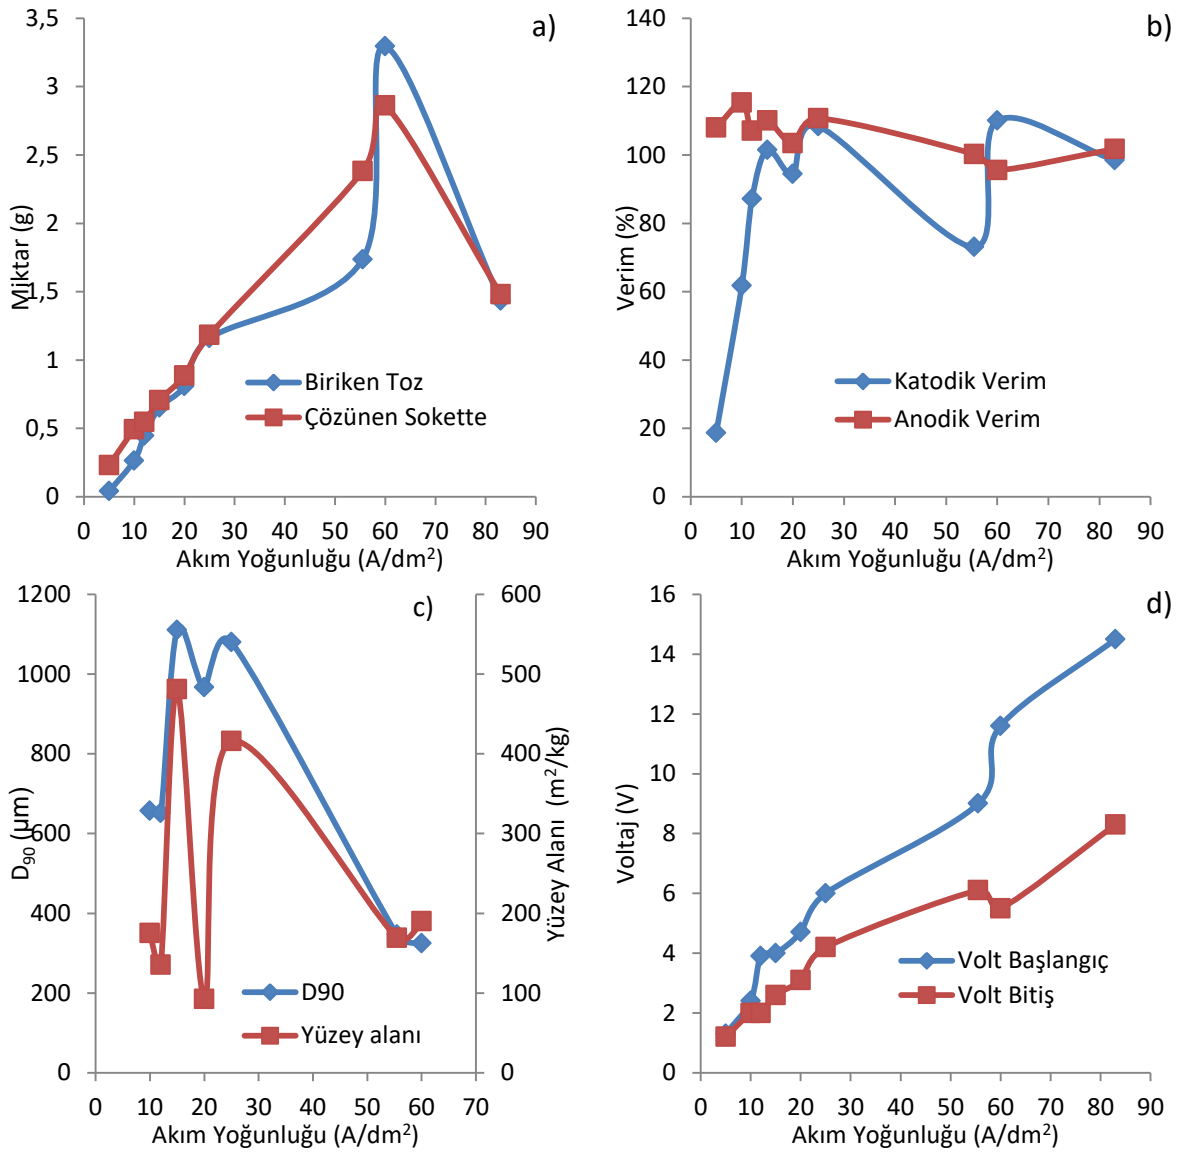 a)
3,5
3
2,5
2
1,5
1
0,5
0
Miktar (g)
Biriken Toz
Çözünen Sokette
0 10 20 30 40 50 60 70 80 90
Akım Yoğunluğu (A/dm²)
b)
140
120
100
80
60
40
20
0
Verim (%)
Katodik Verim
Anodik Verim
0 10 20 30 40 50 60 70 80 90
Akım Yoğunluğu (A/dm²)
c)
1200
1000
800
600
400
200
0
D₉₀ (µm)
600
500
400
300
200
100
0
Yüzey Alanı (m²/kg)
D90
Yüzey alanı
0 10 20 30 40 50 60 70
Akım Yoğunluğu (A/dm²)
d)
16
14
12
10
8
6
4
2
0
Voltaj (V)
Volt Başlangıç
Volt Bitiş
0 10 20 30 40 50 60 70 80 90
Akım Yoğunluğu (A/dm²)